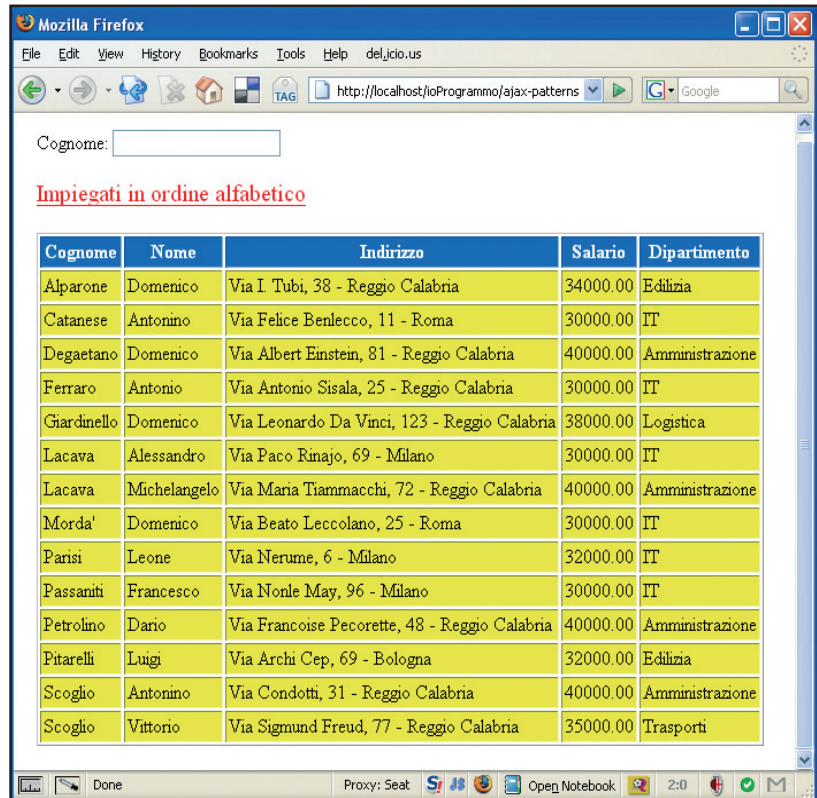 Mozilla Firefox
File Edit View History Bookmarks Tools Help del.icio.us
TAG http://localhost/ioProgrammo/ajax-patterns G Google
Cognome:
Impiegati in ordine alfabetico
Cognome Nome Indirizzo Salario Dipartimento
Alparone Domenico Via I. Tubi, 38 - Reggio Calabria 34000.00 Edilizia
Catanese Antonino Via Felice Benlecco, 11 - Roma 30000.00 IT
Degaetano Domenico Via Albert Einstein, 81 - Reggio Calabria 40000.00 Amministrazione
Ferraro Antonio Via Antonio Sisala, 25 - Reggio Calabria 30000.00 IT
Giardinello Domenico Via Leonardo Da Vinci, 123 - Reggio Calabria 38000.00 Logistica
Lacava Alessandro Via Paco Rinajo, 69 - Milano 30000.00 IT
Lacava Michelangelo Via Maria Tiammacchi, 72 - Reggio Calabria 40000.00 Amministrazione
Morda' Domenico Via Beato Leccolano, 25 - Roma 30000.00 IT
Parisi Leone Via Nerume, 6 - Milano 32000.00 IT
Passaniti Francesco Via Nonle May, 96 - Milano 30000.00 IT
Petrolino Dario Via Francoise Pecorette, 48 - Reggio Calabria 40000.00 Amministrazione
Pitarelli Luigi Via Archi Cep, 69 - Bologna 32000.00 Edilizia
Scoglio Antonino Via Condotti, 31 - Reggio Calabria 40000.00 Amministrazione
Scoglio Vittorio Via Sigmund Freud, 77 - Reggio Calabria 35000.00 Trasporti
Done Proxy: Seat S! JS Open Notebook 2:0